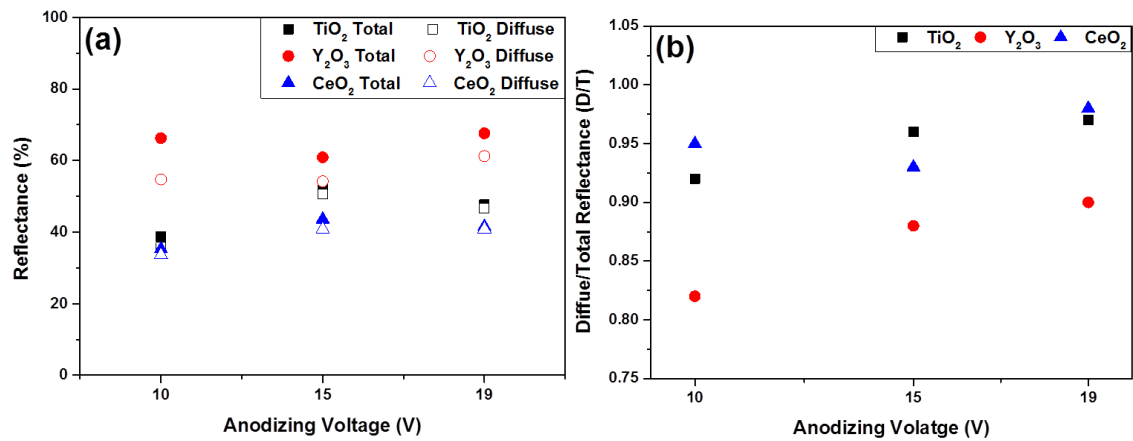 (a)
TiO₂ Total TiO₂ Diffuse
Y₂O₃ Total Y₂O₃ Diffuse
CeO₂ Total CeO₂ Diffuse
Reflectance (%)
100
80
60
40
20
0
10 15 19
Anodizing Voltage (V)
(b)
TiO₂ Y₂O₃ CeO₂
Diffue/Total Reflectance (D/T)
1.05
1.00
0.95
0.90
0.85
0.80
0.75
10 15 19
Anodizing Volatge (V)